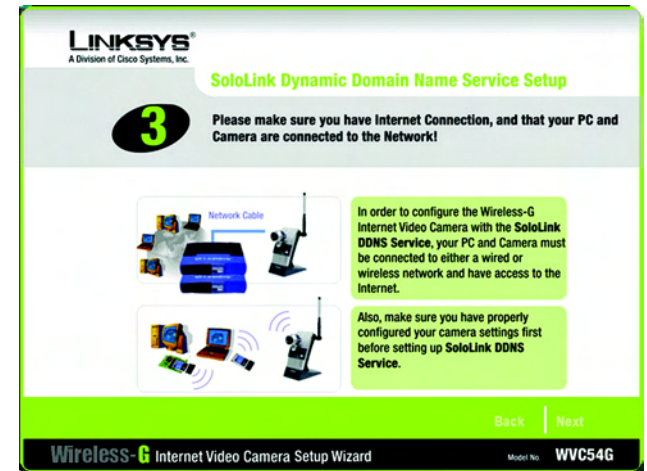 LINKSYS®
A Division of Cisco Systems, Inc.
SoloLink Dynamic Domain Name Service Setup
3
Please make sure you have Internet Connection, and that your PC and
Camera are connected to the Network!
Network Cable
In order to configure the Wireless-G
Internet Video Camera with the SoloLink
DDNS Service, your PC and Camera must
be connected to either a wired or
wireless network and have access to the
Internet.
Also, make sure you have properly
configured your camera settings first
before setting up SoloLink DDNS
Service.
Back
Next
Wireless-G Internet Video Camera Setup Wizard
Model No. WVC54G